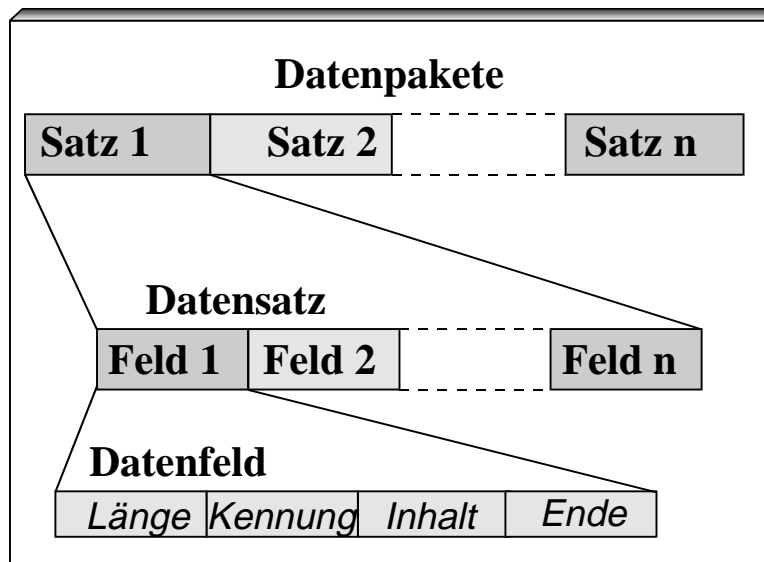 Datenpakete
Satz 1 Satz 2 Satz n
Datensatz
Feld 1 Feld 2 Feld n
Datenfeld
Länge Kennung Inhalt Ende